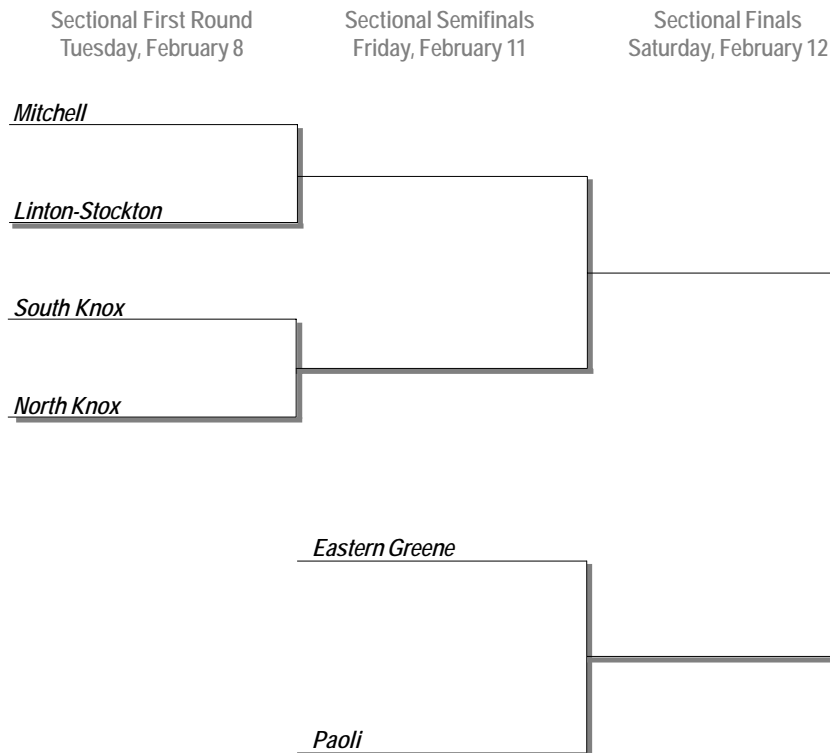 Sectional First Round
Tuesday, February 8
Sectional Semifinals
Friday, February 11
Sectional Finals
Saturday, February 12
Mitchell
Linton-Stockton
South Knox
North Knox
Eastern Greene
Paoli